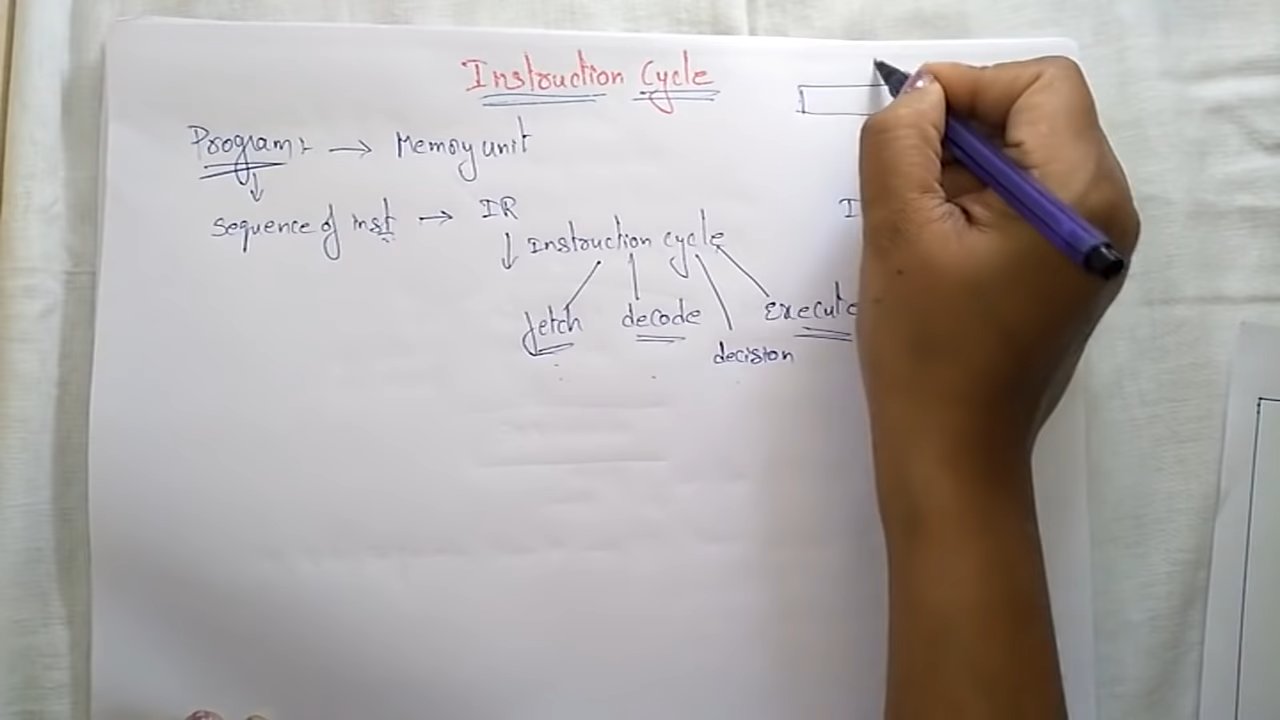 Instruction Cycle
Program :- → Memory unit
↓
sequence of inst → IR
↓ Instruction cycle
fetch decode decision Execute
I